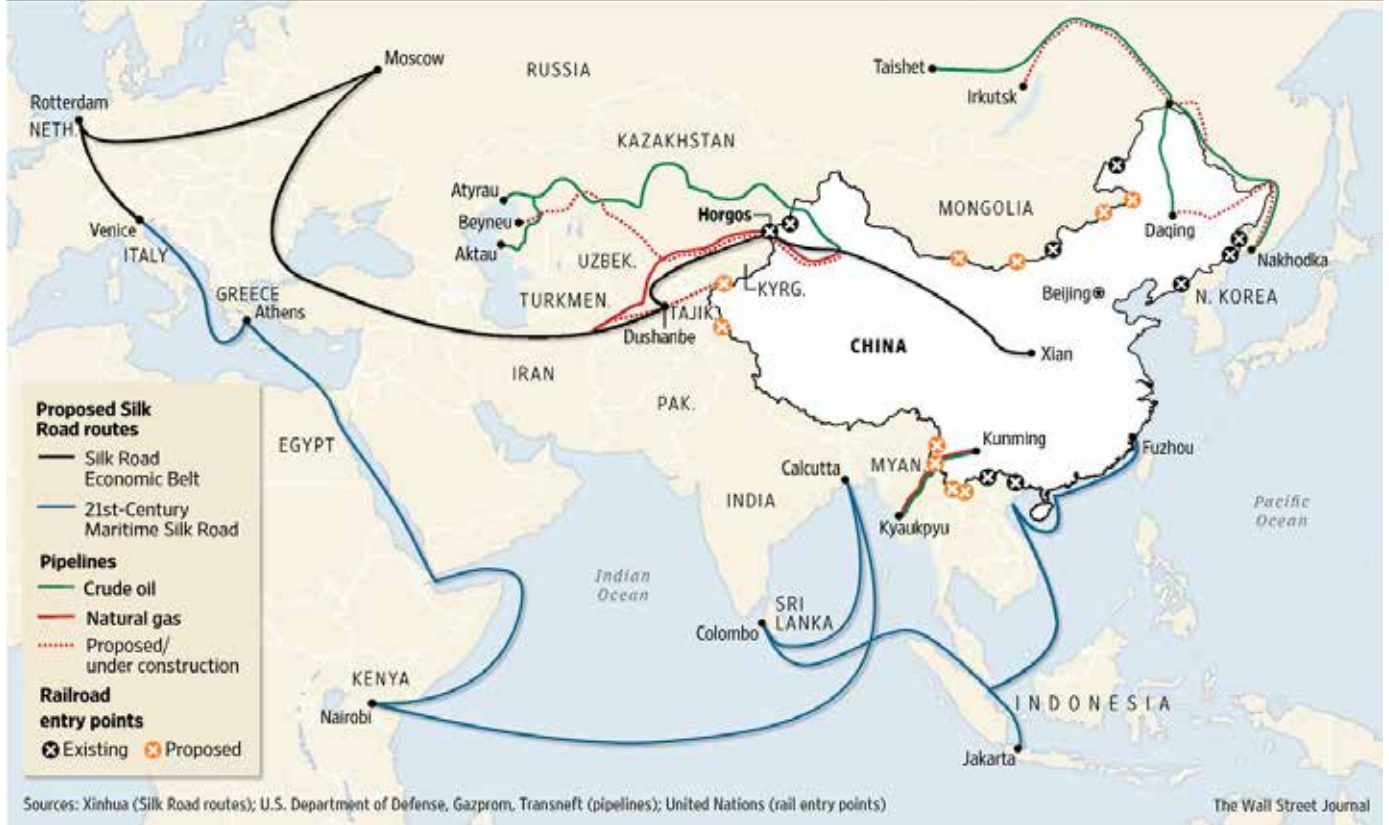 Moscow
RUSSIA
Taishet
Irkutsk
Rotterdam
NETH.
KAZAKHSTAN
Atyrau
Beyneu
Aktau
Horgos
MONGOLIA
Daqing
Nakhodka
Venice
ITALY
UZBEK.
GREECE
Athens
TURKMEN.
KYRG.
TAJIK.
Dushanbe
Beijing
N. KOREA
CHINA
Xian
IRAN
PAK.
EGYPT
Kunming
Fuzhou
MYAN.
Calcutta
INDIA
Kyaukpyu
Pacific
Ocean
Indian
Ocean
SRI
LANKA
Colombo
KENYA
Nairobi
INDONESIA
Jakarta
Proposed Silk
Road routes
Silk Road
Economic Belt
21st-Century
Maritime Silk Road
Pipelines
Crude oil
Natural gas
Proposed/
under construction
Railroad
entry points
Existing Proposed
Sources: Xinhua (Silk Road routes); U.S. Department of Defense, Gazprom, Transneft (pipelines); United Nations (rail entry points)
The Wall Street Journal